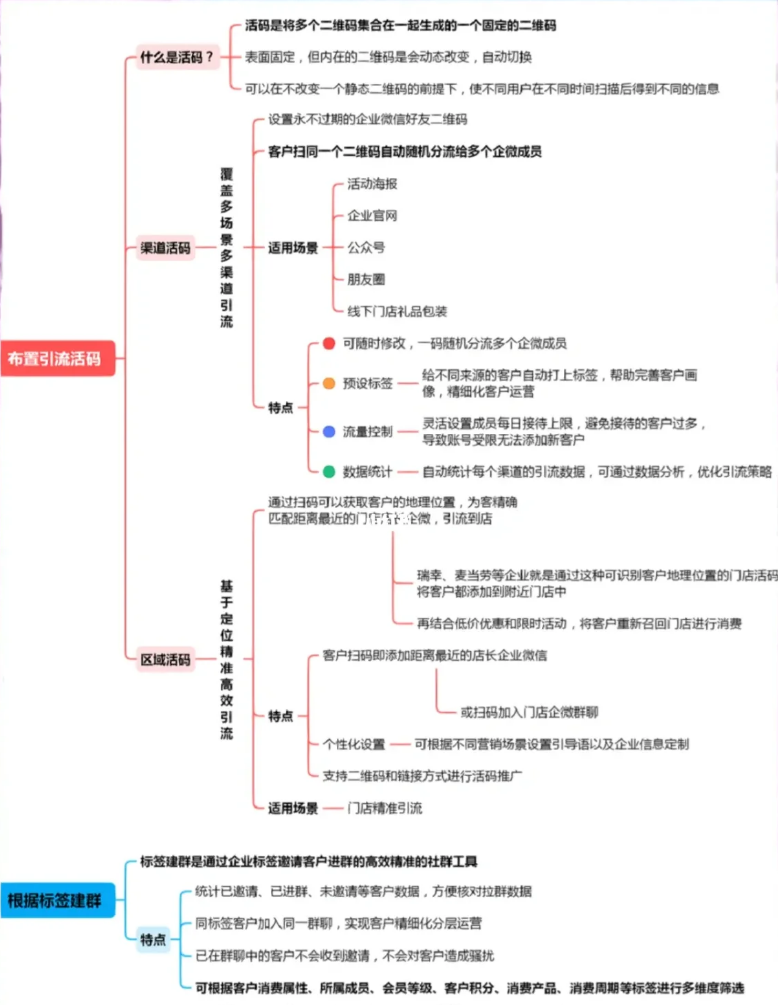 布置引流活码
什么是活码？
活码是将多个二维码集合在一起生成的一个固定的二维码
表面固定，但内在的二维码是会动态改变，自动切换
可以在不改变一个静态二维码的前提下，使不同用户在不同时间扫描后得到不同的信息
渠道活码
覆盖多场景多渠道引流
设置永不过期的企业微信好友二维码
客户扫同一个二维码自动随机分流给多个企微成员
适用场景
活动海报
企业官网
公众号
朋友圈
线下门店礼品包装
特点
可随时修改，一码随机分流多个企微成员
预设标签
给不同来源的客户自动打上标签，帮助完善客户画
像，精细化客户运营
流量控制
灵活设置成员每日接待上限，避免接待的客户过多，
导致账号受限无法添加新客户
数据统计
自动统计每个渠道的引流数据，可通过数据分析，优化引流策略
区域活码
基于定位精准高效引流
通过扫码可以获取客户的地理位置，为客精确
匹配距离最近的门店企微，引流到店
瑞幸、麦当劳等企业就是通过这种可识别客户地理位置的门店活码
将客户都添加到附近门店中
再结合低价优惠和限时活动，将客户重新召回门店进行消费
特点
客户扫码即添加距离最近的店长企业微信
或扫码加入门店企微群聊
个性化设置
可根据不同营销场景设置引导语以及企业信息定制
支持二维码和链接方式进行活码推广
适用场景
门店精准引流
根据标签建群
标签建群是通过企业标签邀请客户进群的高效精准的社群工具
特点
统计已邀请、已进群、未邀请等客户数据，方便核对拉群数据
同标签客户加入同一群聊，实现客户精细化分层运营
已在群聊中的客户不会收到邀请，不会对客户造成骚扰
可根据客户消费属性、所属成员、会员等级、客户积分、消费产品、消费周期等标签进行多维度筛选